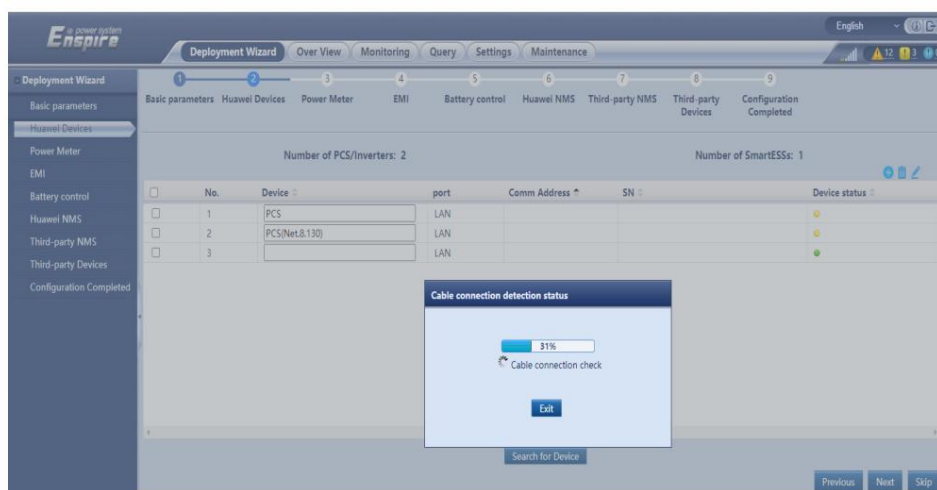 e power system
Enspire
English
Deployment Wizard Over View Monitoring Query Settings Maintenance
12 3
Deployment Wizard
Basic parameters
Huawei Devices
Power Meter
EMI
Battery control
Huawei NMS
Third-party NMS
Third-party Devices
Configuration Completed
1 2 3 4 5 6 7 8 9
Basic parameters Huawei Devices Power Meter EMI Battery control Huawei NMS Third-party NMS Third-party Devices Configuration Completed
Number of PCS/Inverters: 2 Number of SmartESSs: 1
No. Device port Comm Address SN Device status
1 PCS LAN
2 PCS(Net.8.130) LAN
3 LAN
Cable connection detection status
31%
Cable connection check
Exit
Search for Device
Previous Next Skip